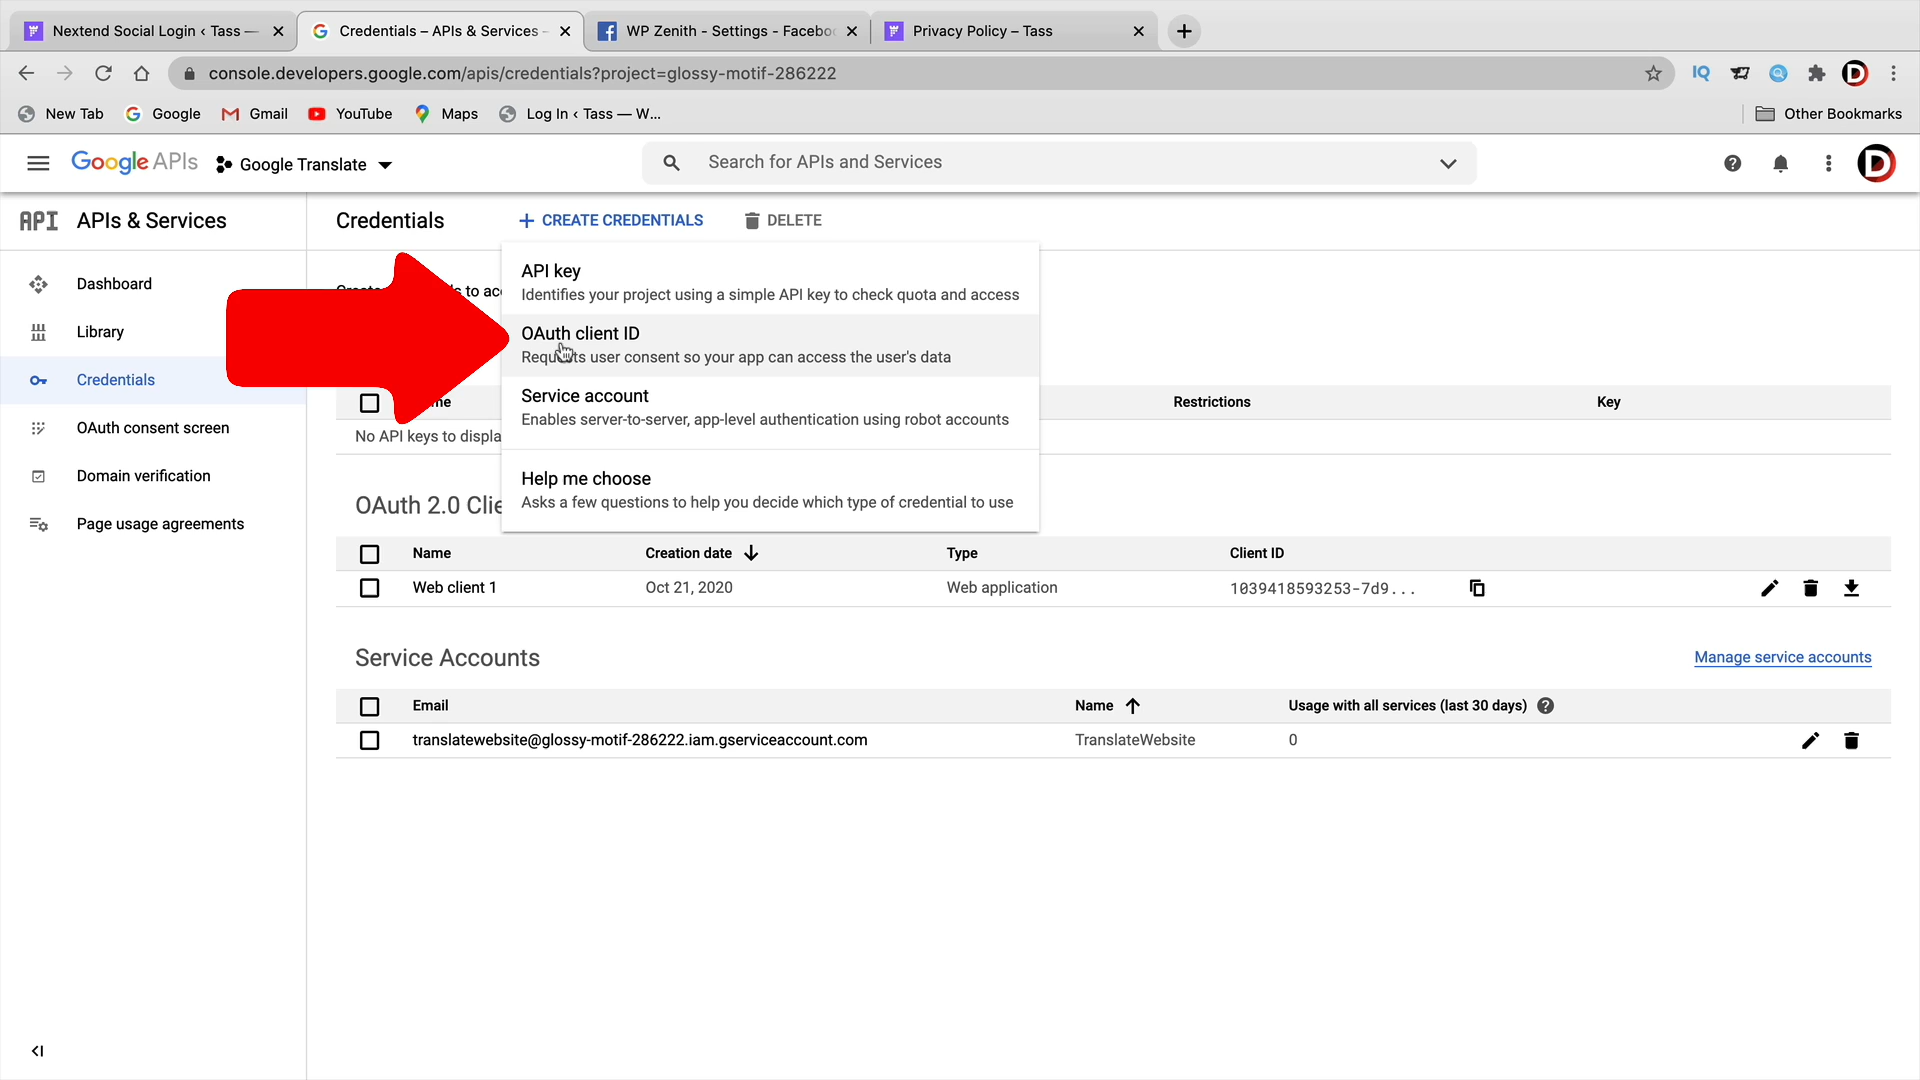 Nextend Social Login ‹ Tass —
Credentials – APIs & Services –
WP Zenith - Settings - Facebo
Privacy Policy – Tass
console.developers.google.com/apis/credentials?project=glossy-motif-286222
IQ
D
New Tab
Google
Gmail
YouTube
Maps
Log In ‹ Tass — W...
Other Bookmarks
Google APIs
Google Translate
Search for APIs and Services
D
API APIs & Services
Credentials
CREATE CREDENTIALS
DELETE
Dashboard
Library
Credentials
OAuth consent screen
Domain verification
Page usage agreements
API key
Identifies your project using a simple API key to check quota and access
OAuth client ID
Requests user consent so your app can access the user's data
Service account
Enables server-to-server, app-level authentication using robot accounts
Help me choose
Asks a few questions to help you decide which type of credential to use
Restrictions
Key
No API keys to displa
OAuth 2.0 Clie
Name
Creation date
Type
Client ID
Web client 1
Oct 21, 2020
Web application
1039418593253-7d9...
Service Accounts
Manage service accounts
Email
Name
Usage with all services (last 30 days)
translatewebsite@glossy-motif-286222.iam.gserviceaccount.com
TranslateWebsite
0